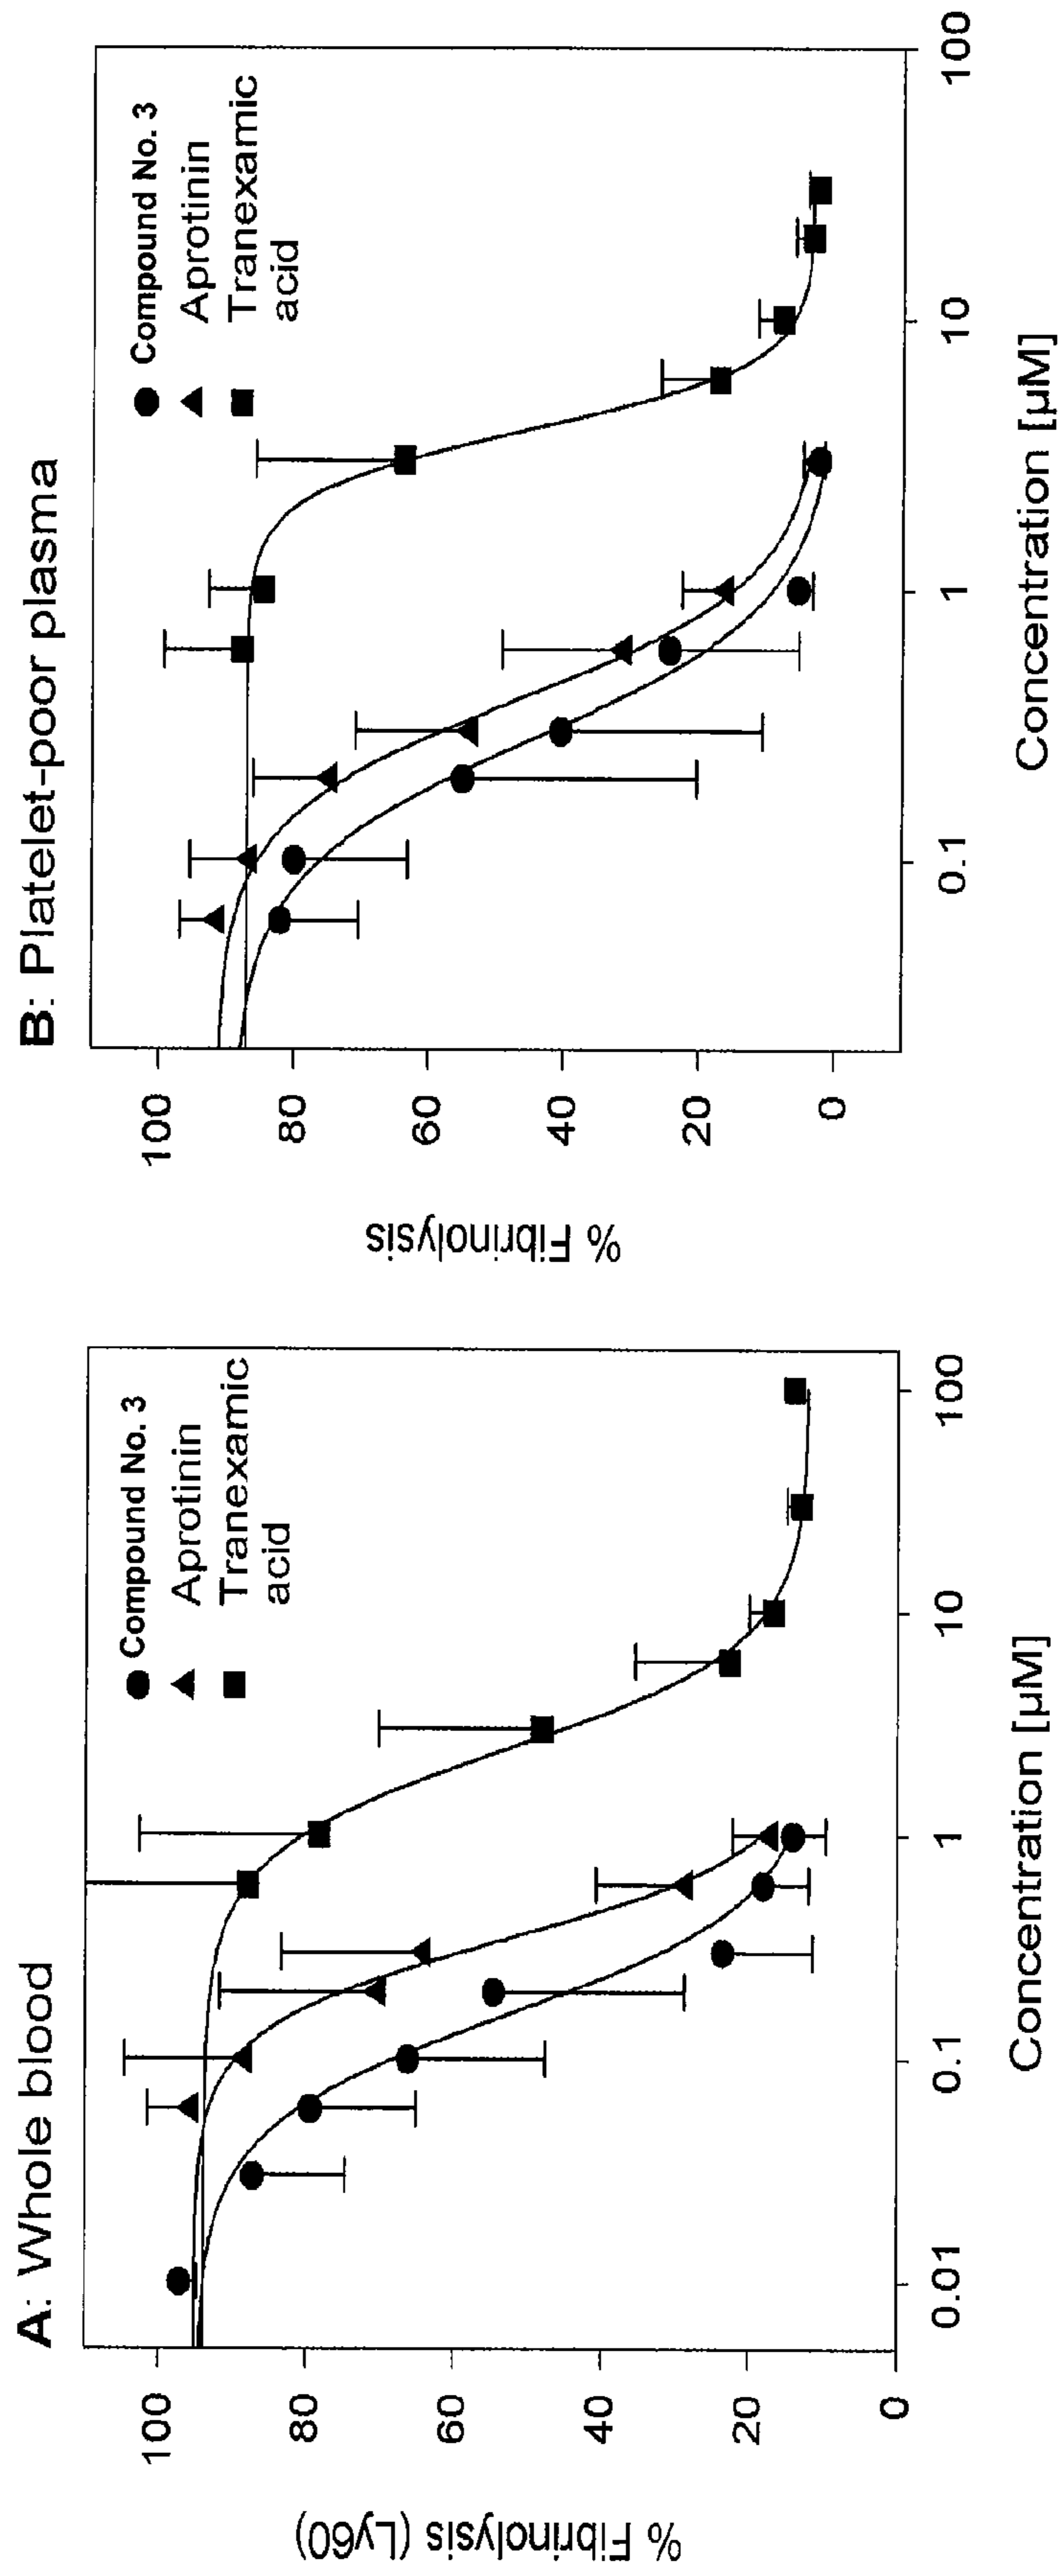 A: Whole blood
% Fibrinolysis (Ly60)
100
80
60
40
20
0
Compound No. 3
Aprotinin
Tranexamic
acid
0.01
0.1
1
10
100
Concentration [µM]
B: Platelet-poor plasma
% Fibrinolysis
100
80
60
40
20
0
Compound No. 3
Aprotinin
Tranexamic
acid
0.1
1
10
100
Concentration [µM]